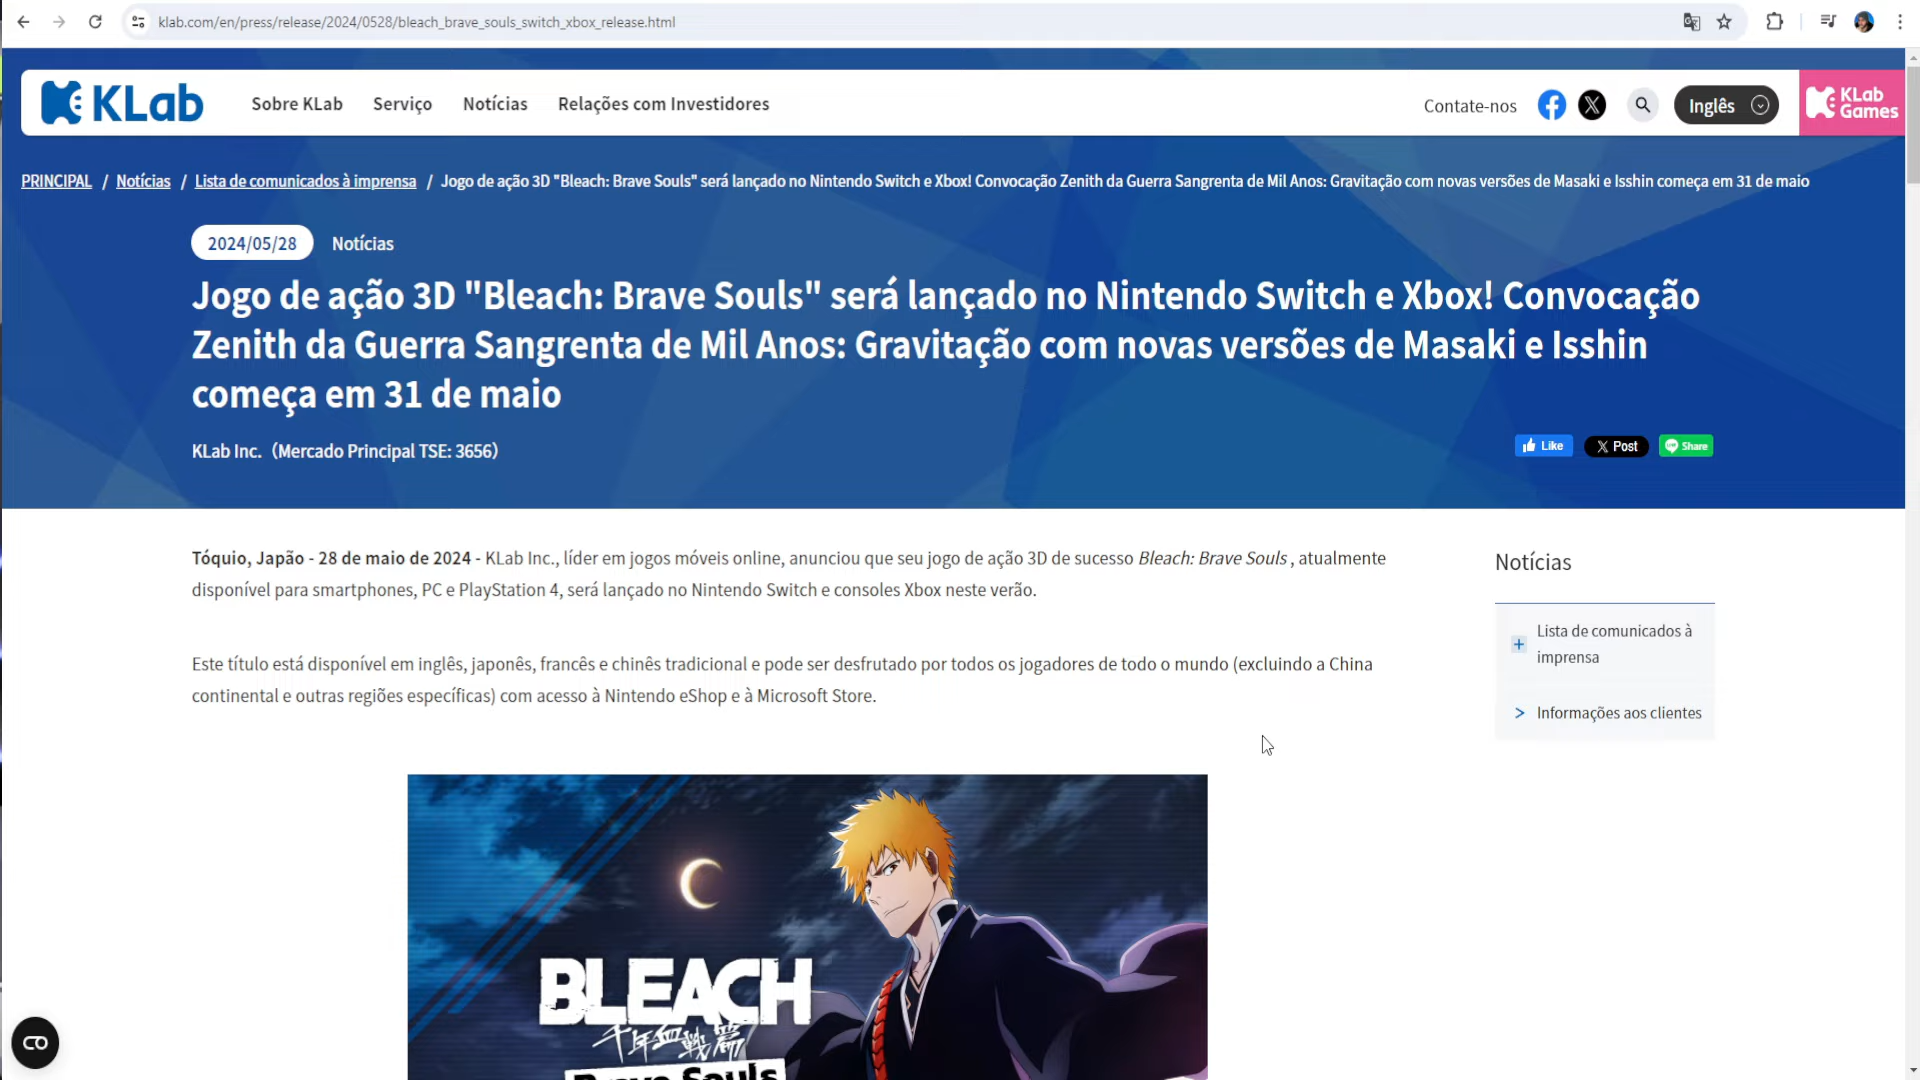 klab.com/en/press/release/2024/0528/bleach_brave_souls_switch_xbox_release.html
KLab
Sobre KLab
Serviço
Notícias
Relações com Investidores
Contate-nos
Inglês
KLab
Games
PRINCIPAL / Notícias / Lista de comunicados à imprensa / Jogo de ação 3D "Bleach: Brave Souls" será lançado no Nintendo Switch e Xbox! Convocação Zenith da Guerra Sangrenta de Mil Anos: Gravitação com novas versões de Masaki e Isshin começa em 31 de maio
2024/05/28 Notícias
Jogo de ação 3D "Bleach: Brave Souls" será lançado no Nintendo Switch e Xbox! Convocação
Zenith da Guerra Sangrenta de Mil Anos: Gravitação com novas versões de Masaki e Isshin
começa em 31 de maio
KLab Inc.（Mercado Principal TSE: 3656）
Like
Post
Share
Tóquio, Japão - 28 de maio de 2024 - KLab Inc., líder em jogos móveis online, anunciou que seu jogo de ação 3D de sucesso Bleach: Brave Souls , atualmente
disponível para smartphones, PC e PlayStation 4, será lançado no Nintendo Switch e consoles Xbox neste verão.
Este título está disponível em inglês, japonês, francês e chinês tradicional e pode ser desfrutado por todos os jogadores de todo o mundo (excluindo a China
continental e outras regiões específicas) com acesso à Nintendo eShop e à Microsoft Store.
Notícias
Lista de comunicados à
imprensa
Informações aos clientes
BLEACH
千年血戦篇
Brave Souls